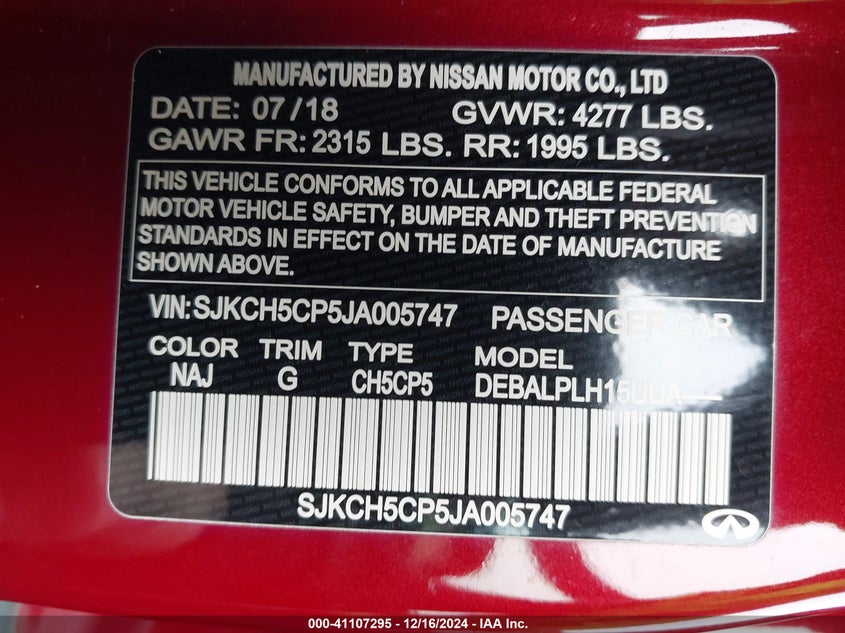 MANUFACTURED BY NISSAN MOTOR CO., LTD
DATE: 07/18 GVWR: 4277 LBS.
GAWR FR: 2315 LBS. RR: 1995 LBS.
THIS VEHICLE CONFORMS TO ALL APPLICABLE FEDERAL
MOTOR VEHICLE SAFETY, BUMPER AND THEFT PREVENTION
STANDARDS IN EFFECT ON THE DATE OF MANUFACTURE
SHOWN ABOVE.
VIN: SJKCH5CP5JA005747 PASSENGER CAR
COLOR TRIM TYPE MODEL
NAJ G CH5CP5 DEBALPLH15UUA-----
SJKCH5CP5JA005747
000-41107295 - 12/16/2024 - IAA Inc.